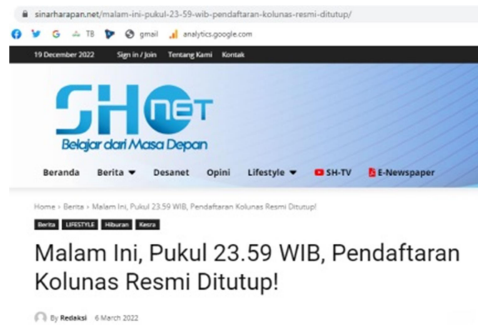 sinarharapan.net/malam-ini-pukul-23-59-wib-pendaftaran-kolunas-resmi-ditutup/
TB gmail analytics.google.com
19 December 2022 Sign in / Join Tentang Kami Kontak
SH NET
Belajar dari Masa Depan
Beranda Berita Desanet Opini Lifestyle SH-TV E-Newspaper
Home › Berita › Malam Ini, Pukul 23.59 WIB, Pendaftaran Kolunas Resmi Ditutup!
Berita LIFESTYLE Hiburan Kesra
Malam Ini, Pukul 23.59 WIB, Pendaftaran
Kolunas Resmi Ditutup!
By Redaksi 6 March 2022